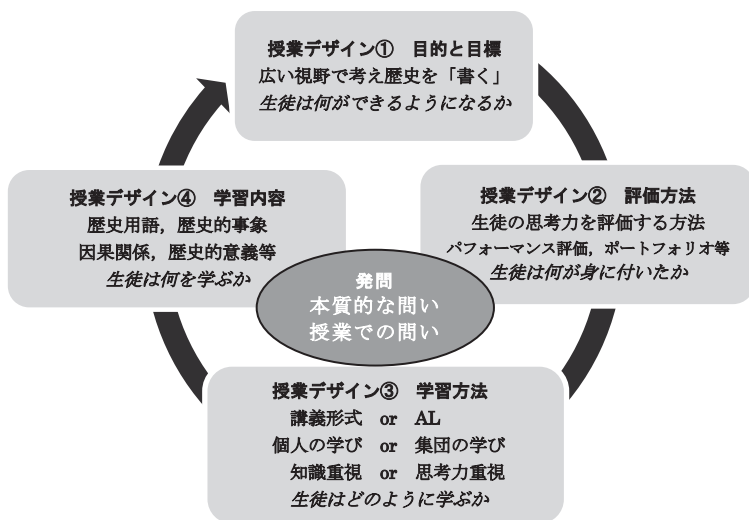 授業デザイン① 目的と目標
広い視野で考え歴史を「書く」
生徒は何ができるようになるか
授業デザイン② 評価方法
生徒の思考力を評価する方法
パフォーマンス評価，ポートフォリオ等
生徒は何が身に付いたか
授業デザイン③ 学習方法
講義形式 or AL
個人の学び or 集団の学び
知識重視 or 思考力重視
生徒はどのように学ぶか
授業デザイン④ 学習内容
歴史用語，歴史的事象
因果関係，歴史的意義等
生徒は何を学ぶか
発問
本質的な問い
授業での問い